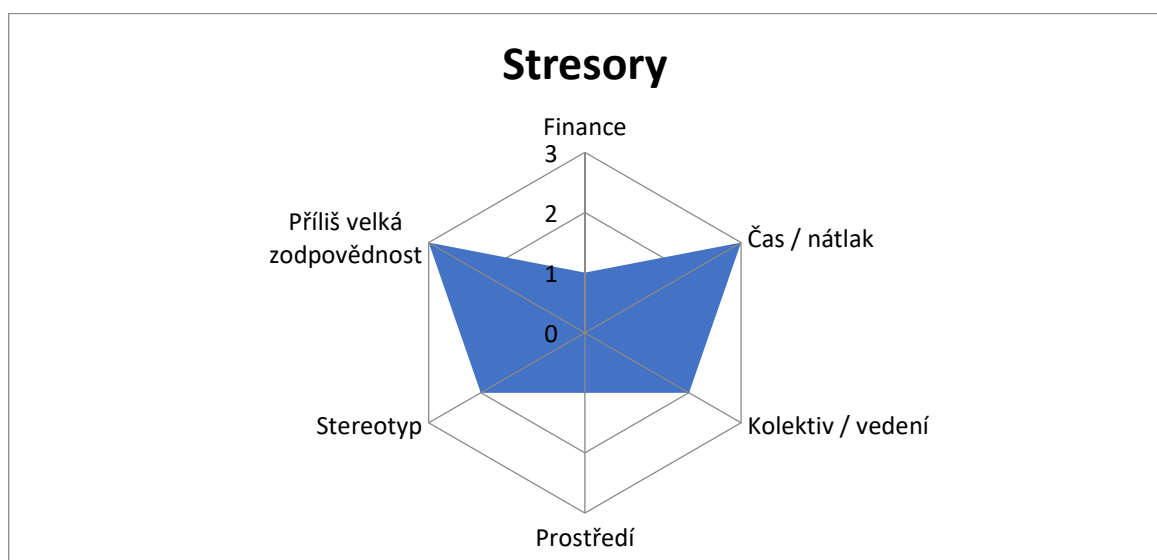 Stresory
Finance
3
2
1
0
Čas / nátlak
Kolektiv / vedení
Prostředí
Stereotyp
Příliš velká
zodpovědnost